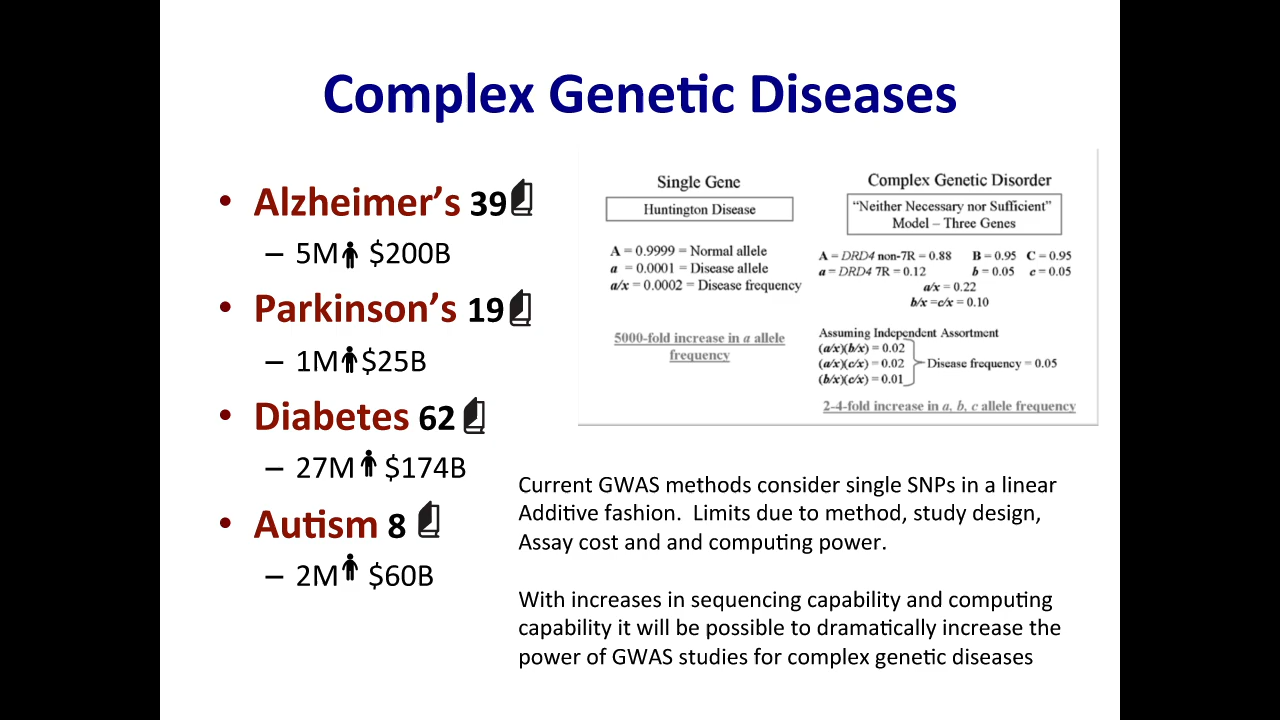 Complex Genetic Diseases
• Alzheimer's 39
– 5M $200B
• Parkinson's 19
– 1M $25B
• Diabetes 62
– 27M $174B
• Autism 8
– 2M $60B
Single Gene
Huntington Disease
A = 0.9999 = Normal allele
a = 0.0001 = Disease allele
a/x = 0.0002 = Disease frequency
5000-fold increase in a allele
frequency
Complex Genetic Disorder
"Neither Necessary nor Sufficient"
Model – Three Genes
A = DRD4 non-7R = 0.88 B = 0.95 C = 0.95
a = DRD4 7R = 0.12 b = 0.05 c = 0.05
a/x = 0.22
b/x =c/x = 0.10
Assuming Independent Assortment
(a/x)(b/x) = 0.02
(a/x)(c/x) = 0.02 Disease frequency = 0.05
(b/x)(c/x) = 0.01
2-4-fold increase in a, b, c allele frequency
Current GWAS methods consider single SNPs in a linear
Additive fashion. Limits due to method, study design,
Assay cost and and computing power.
With increases in sequencing capability and computing
capability it will be possible to dramatically increase the
power of GWAS studies for complex genetic diseases